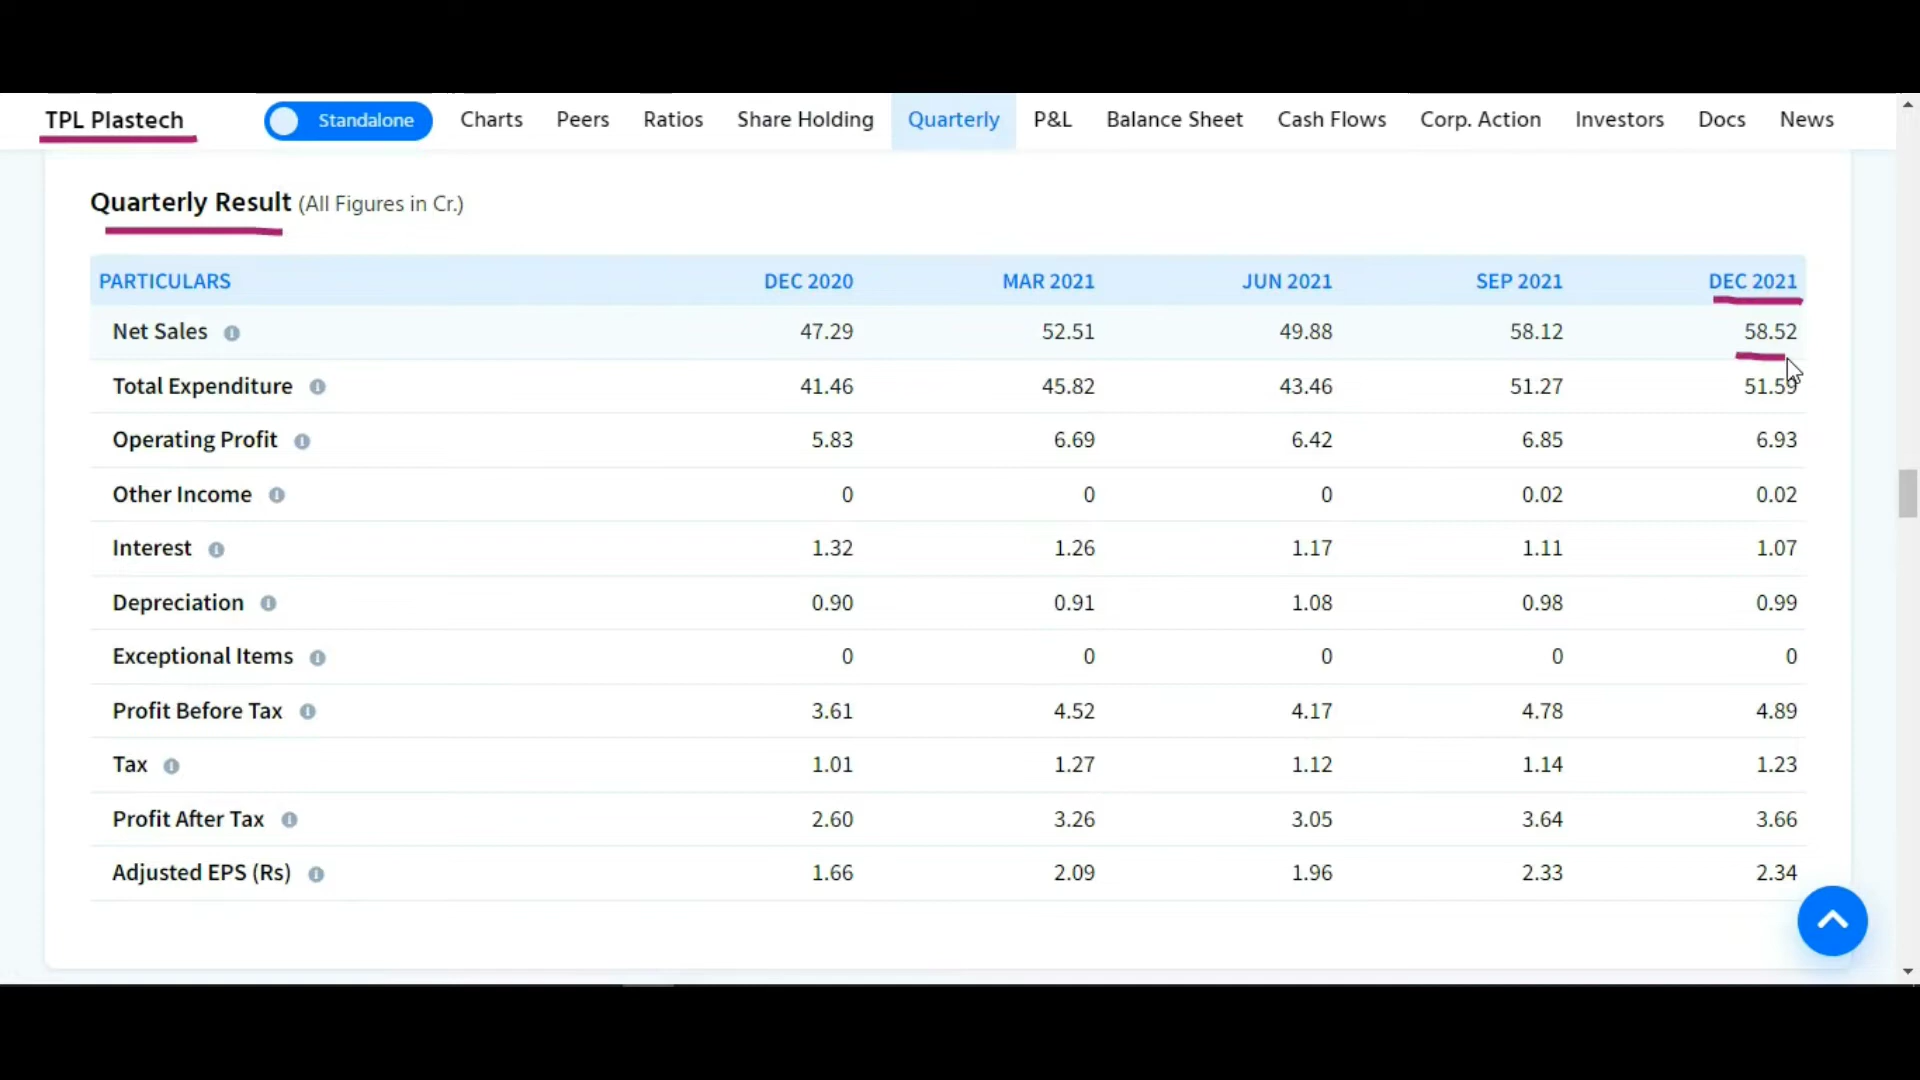 TPL Plastech Standalone Charts Peers Ratios Share Holding Quarterly P&L Balance Sheet Cash Flows Corp. Action Investors Docs News
Quarterly Result (All Figures in Cr.)
PARTICULARS DEC 2020 MAR 2021 JUN 2021 SEP 2021 DEC 2021
Net Sales 47.29 52.51 49.88 58.12 58.52
Total Expenditure 41.46 45.82 43.46 51.27 51.59
Operating Profit 5.83 6.69 6.42 6.85 6.93
Other Income 0 0 0 0.02 0.02
Interest 1.32 1.26 1.17 1.11 1.07
Depreciation 0.90 0.91 1.08 0.98 0.99
Exceptional Items 0 0 0 0 0
Profit Before Tax 3.61 4.52 4.17 4.78 4.89
Tax 1.01 1.27 1.12 1.14 1.23
Profit After Tax 2.60 3.26 3.05 3.64 3.66
Adjusted EPS (Rs) 1.66 2.09 1.96 2.33 2.34